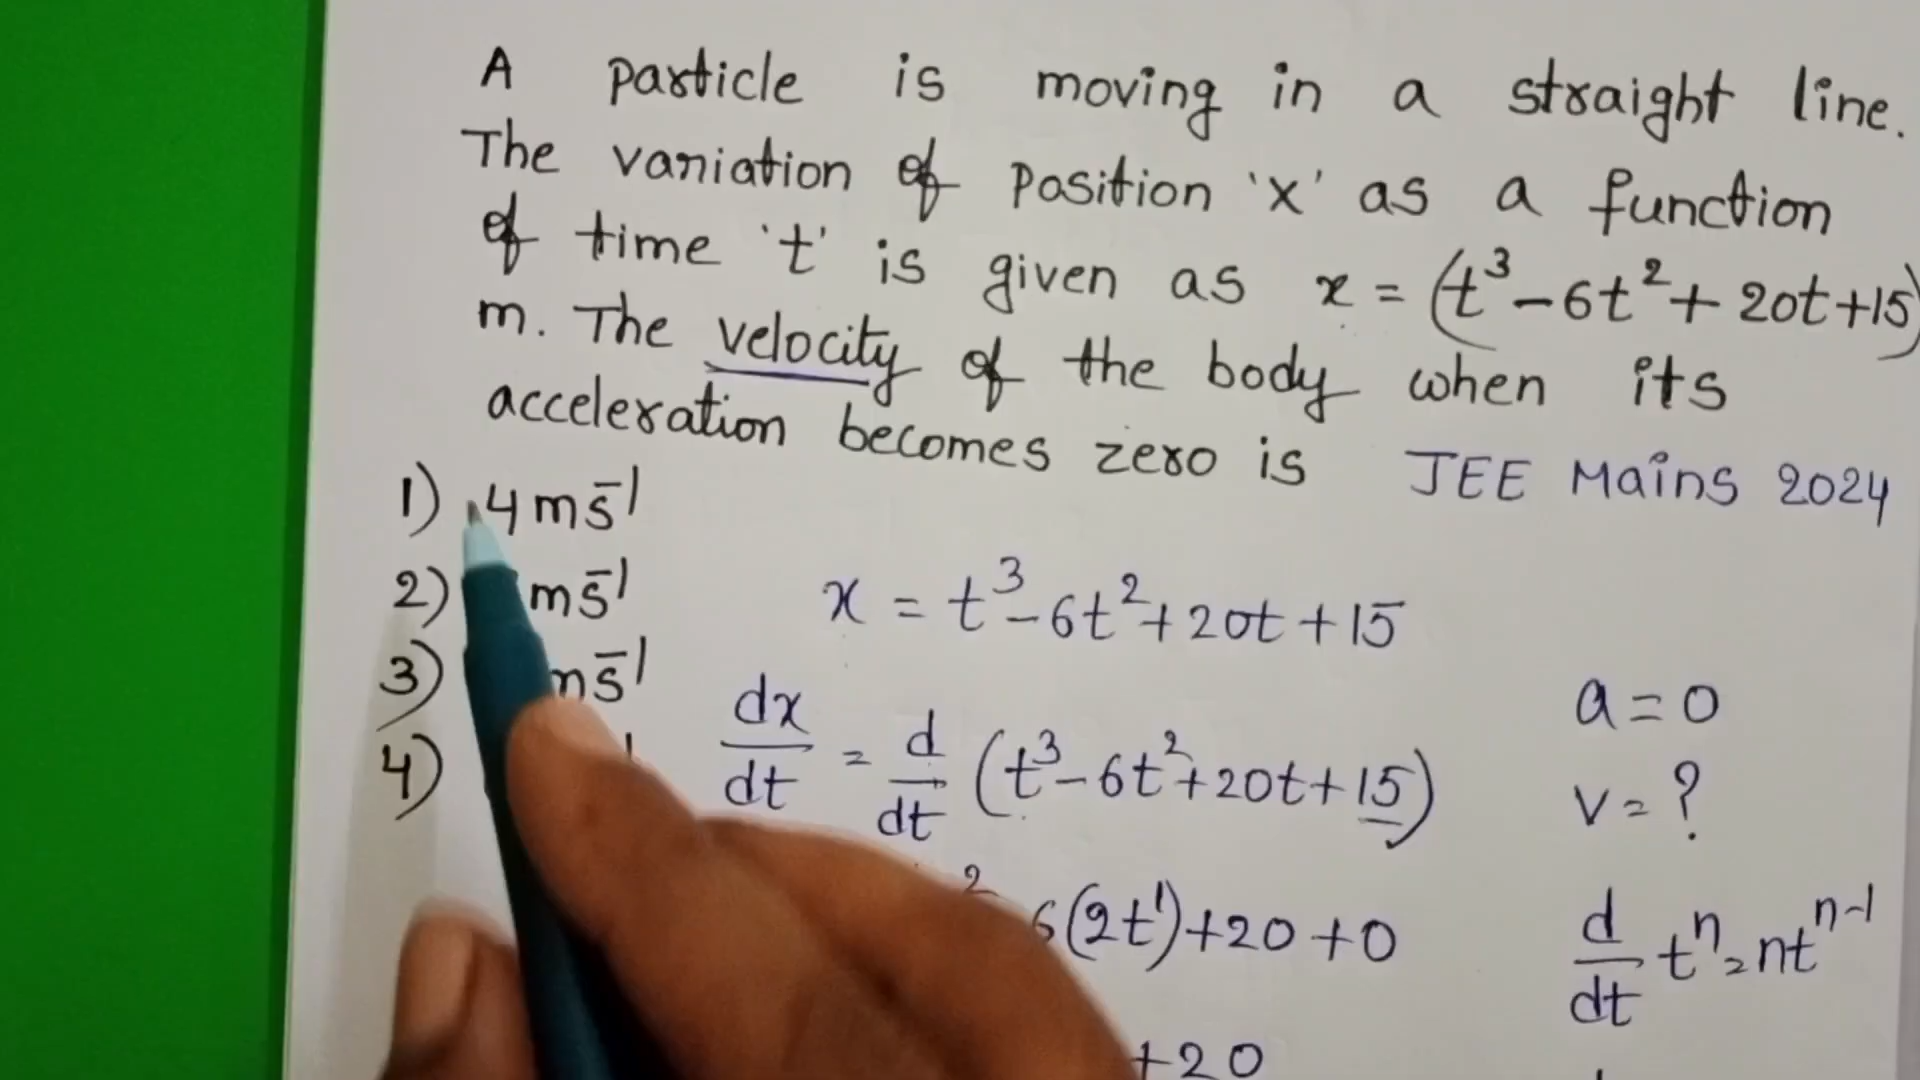 A particle is moving in a straight line.
The variation of position 'x' as a function
of time 't' is given as x = (t³ - 6t² + 20t + 15)
m. The velocity of the body when its
acceleration becomes zero is JEE Mains 2024
1) 4 ms⁻¹
2) ms⁻¹
3) ms⁻¹
4)
x = t³ - 6t² + 20t + 15
dx/dt = d/dt (t³ - 6t² + 20t + 15)
6(2t¹) + 20 + 0
+ 20
a = 0
v = ?
d/dt tⁿ = ntⁿ⁻¹